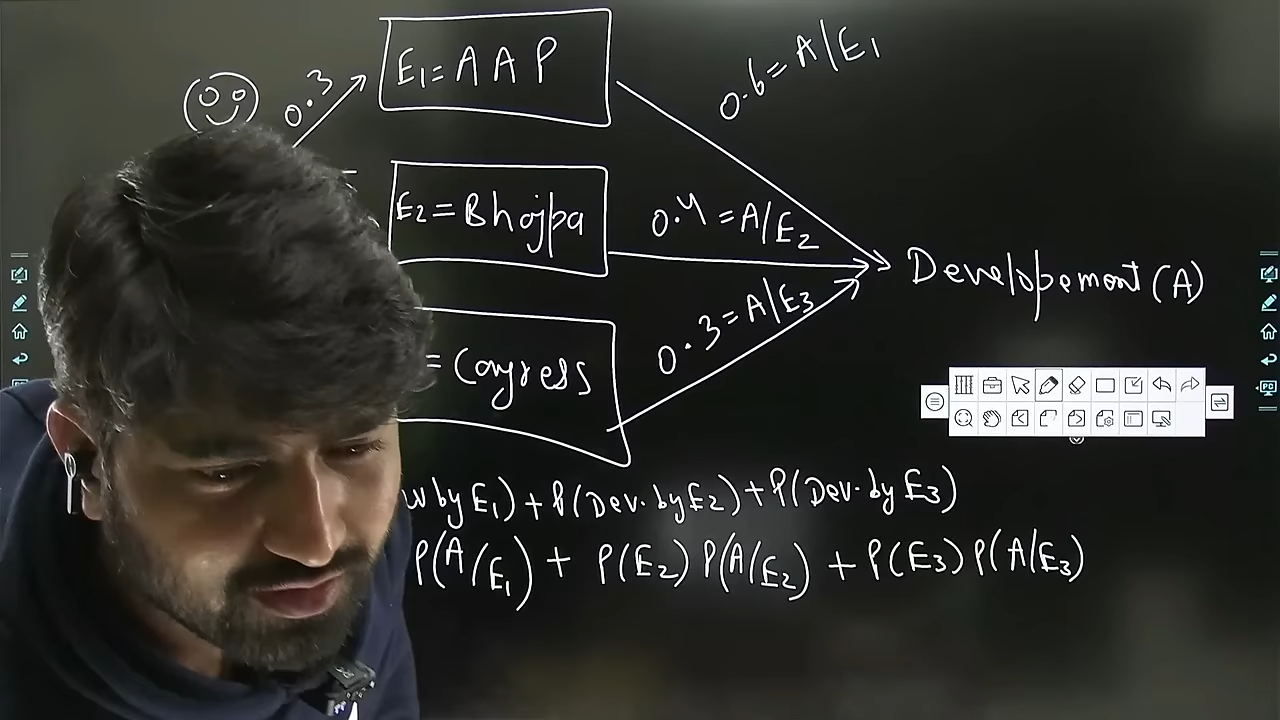 0.3
E₁= A A P
0.6= A/E₁
E₂=Bhojpa
0.4=A/E₂
Developement (A)
=Congress
0.3=A/E₃
PC
w by E₁) + P(Dev. by E₂) + P(Dev. by E₃)
P(A/E₁) + P(E₂) P(A/E₂) + P(E₃) P(A/E₃)